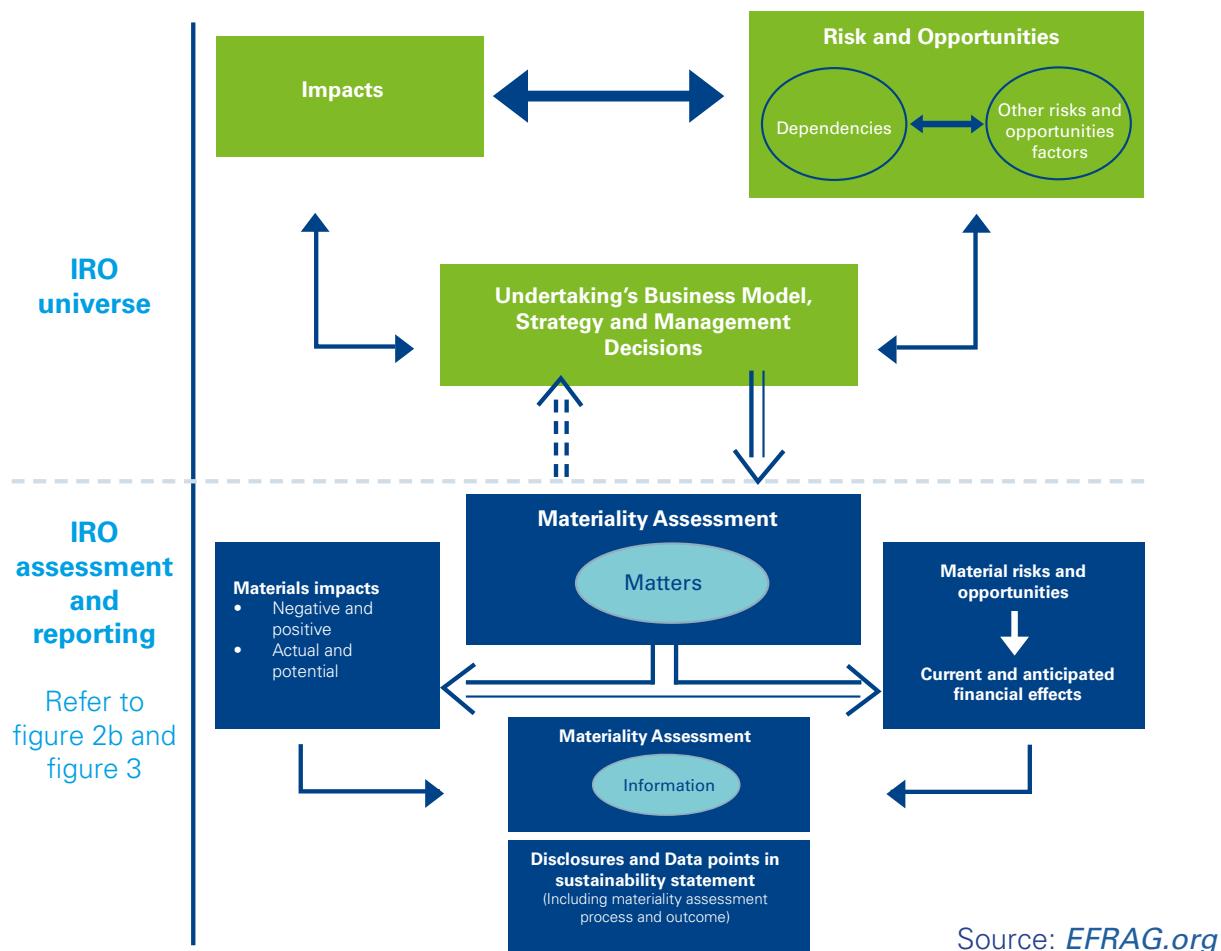 Impacts
Risk and Opportunities
Dependencies
Other risks and
opportunities
factors
IRO
universe
Undertaking's Business Model,
Strategy and Management
Decisions
IRO
assessment
and
reporting
Refer to
figure 2b and
figure 3
Materiality Assessment
Matters
Materials impacts
• Negative and
positive
• Actual and
potential
Material risks and
opportunities
Current and anticipated
financial effects
Materiality Assessment
Information
Disclosures and Data points in
sustainability statement
(Including materiality assessment
process and outcome)
Source: EFRAG.org